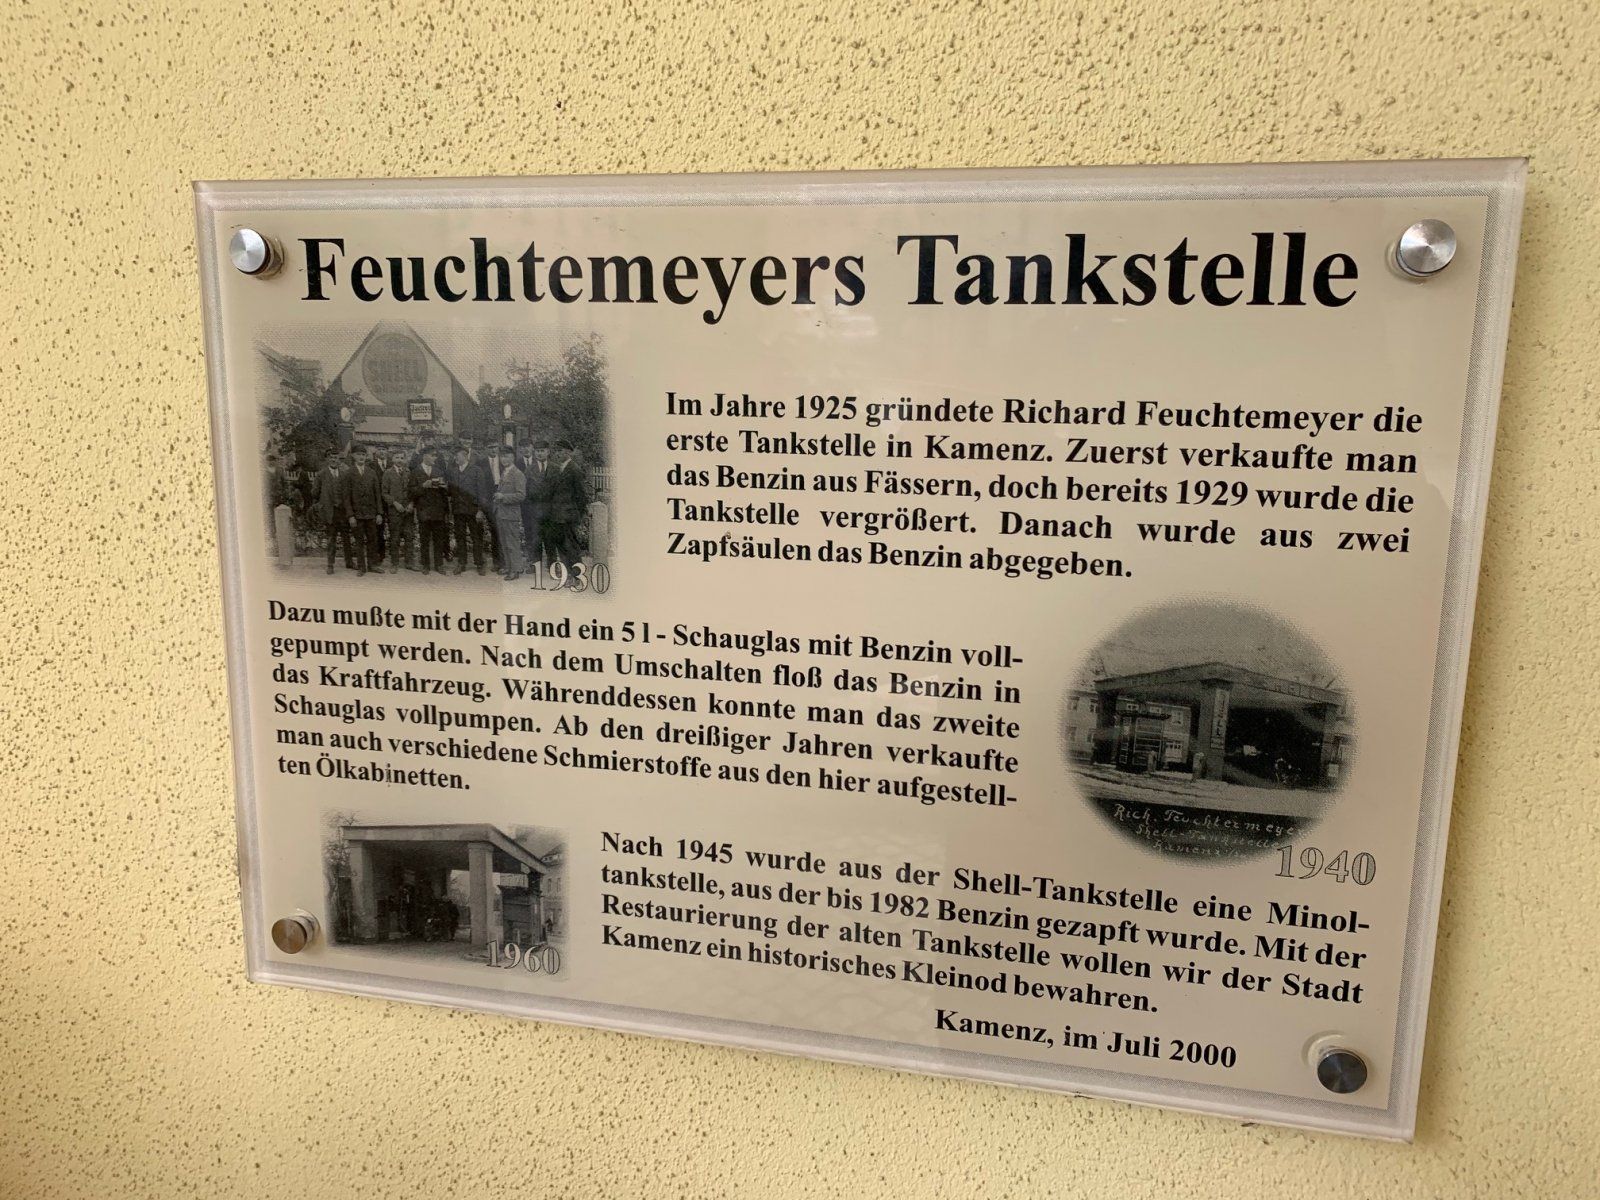 Feuchtemeyers Tankstelle
SHELL
1930
Im Jahre 1925 gründete Richard Feuchtemeyer die
erste Tankstelle in Kamenz. Zuerst verkaufte man
das Benzin aus Fässern, doch bereits 1929 wurde die
Tankstelle vergrößert. Danach wurde aus zwei
Zapfsäulen das Benzin abgegeben.
Dazu mußte mit der Hand ein 5 l - Schauglas mit Benzin voll-
gepumpt werden. Nach dem Umschalten floß das Benzin in
das Kraftfahrzeug. Währenddessen konnte man das zweite
Schauglas vollpumpen. Ab den dreißiger Jahren verkaufte
man auch verschiedene Schmierstoffe aus den hier aufgestell-
ten Ölkabinetten.
Rich. Feuchtermeyer
Shell-Tankstelle
Kamenz
1940
1960
Nach 1945 wurde aus der Shell-Tankstelle eine Minol-
tankstelle, aus der bis 1982 Benzin gezapft wurde. Mit der
Restaurierung der alten Tankstelle wollen wir der Stadt
Kamenz ein historisches Kleinod bewahren.
Kamenz, im Juli 2000